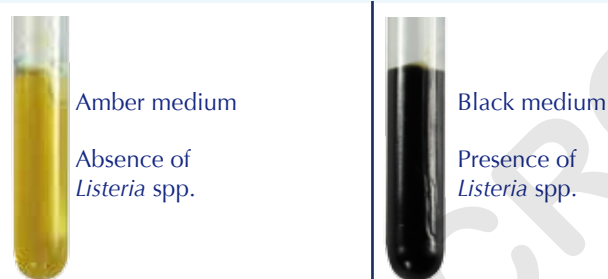 Amber medium
Absence of
Listeria spp.
Black medium
Presence of
Listeria spp.